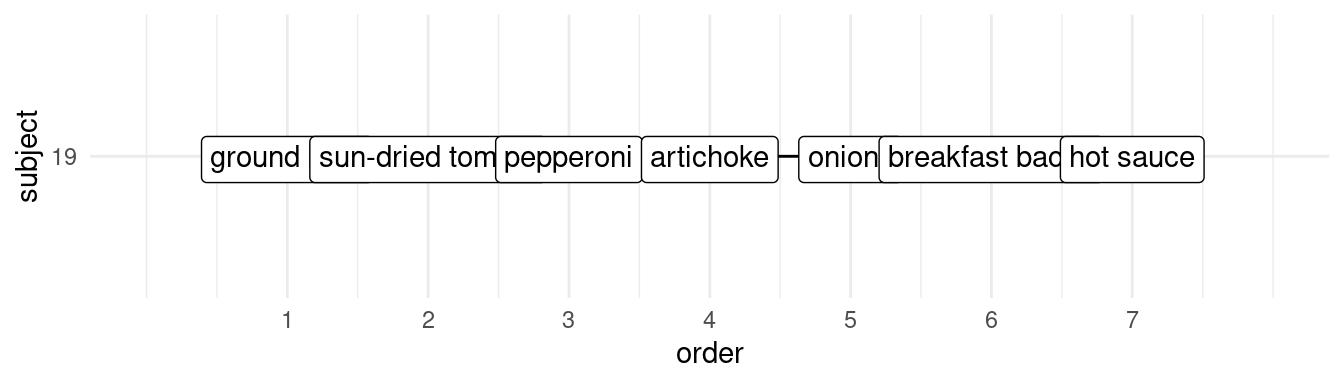 subject
19
ground sun-dried tom pepperoni artichoke onion breakfast bac hot sauce
1 2 3 4 5 6 7
order